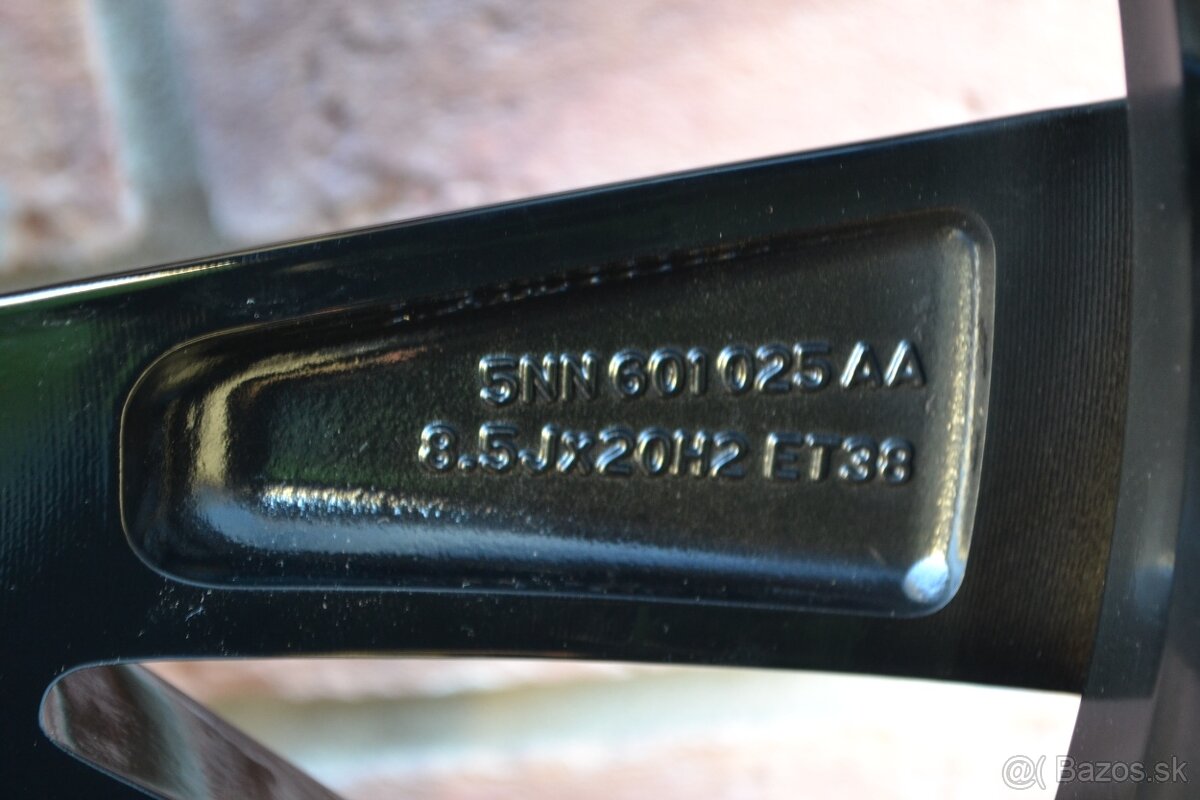 5NN 601 025 AA
8.5Jx20H2 ET38
@( Bazos.sk